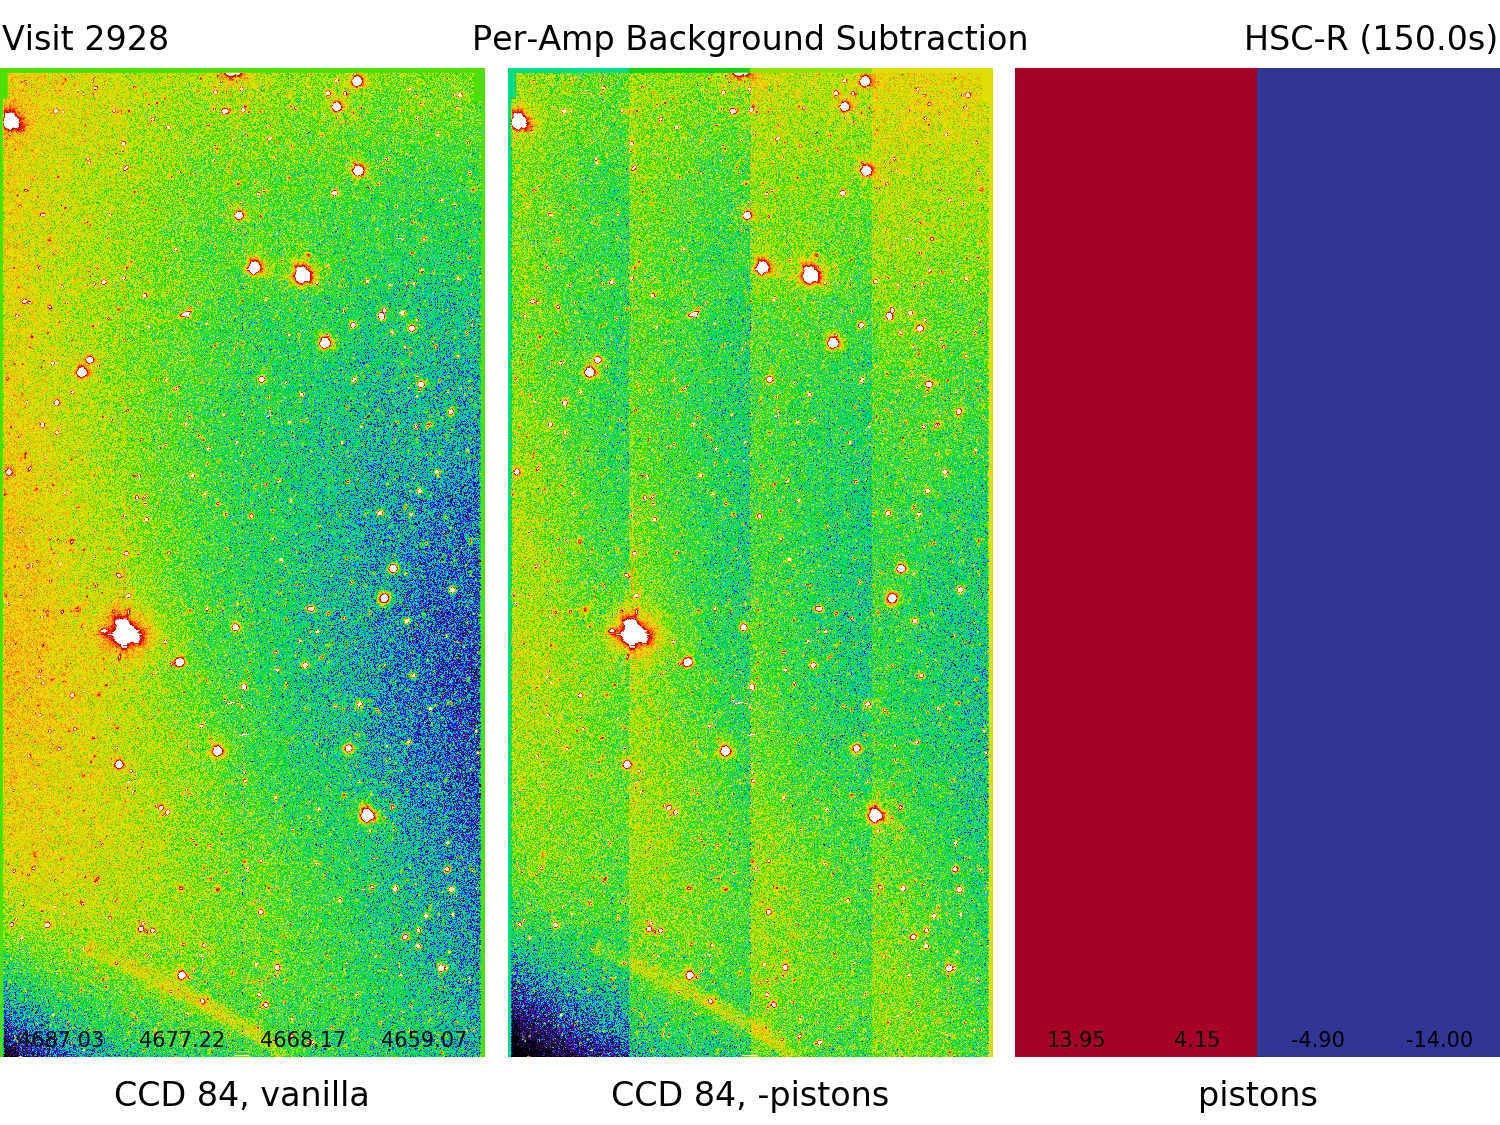 Visit 2928 Per-Amp Background Subtraction HSC-R (150.0s)
4687.03 4677.22 4668.17 4659.07 13.95 4.15 -4.90 -14.00
CCD 84, vanilla CCD 84, -pistons pistons